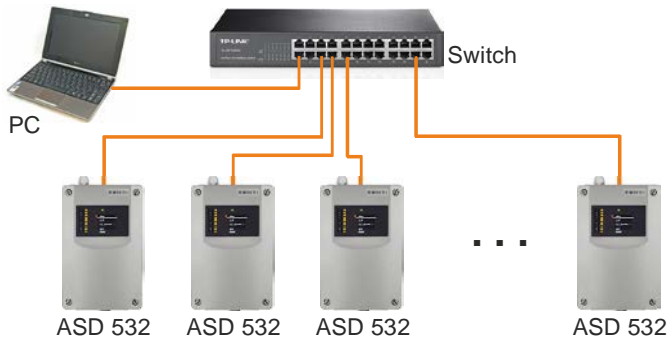 TP-LINK
Switch
PC
ASD 532
ASD 532
ASD 532
. . .
ASD 532